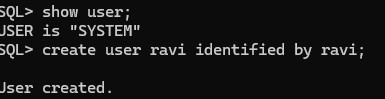 SQL> show user;
USER is "SYSTEM"
SQL> create user ravi identified by ravi;
User created.